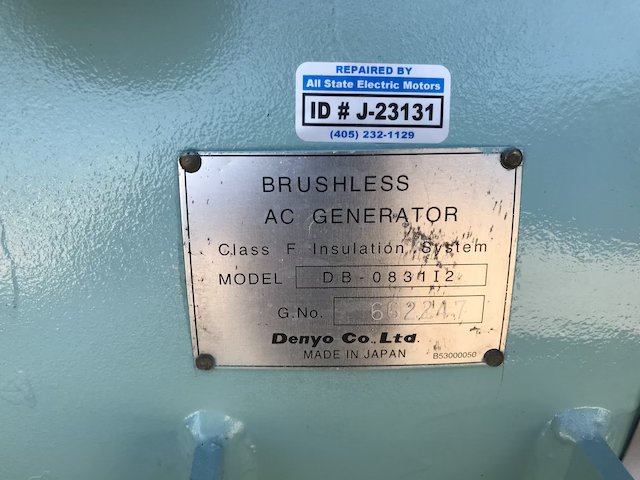 REPAIRED BY
All State Electric Motors
ID # J-23131
(405) 232-1129
BRUSHLESS
AC GENERATOR
Class F Insulation System
MODEL DB-0831I2
G.No. 662247
Denyo Co.,Ltd.
MADE IN JAPAN B53000050